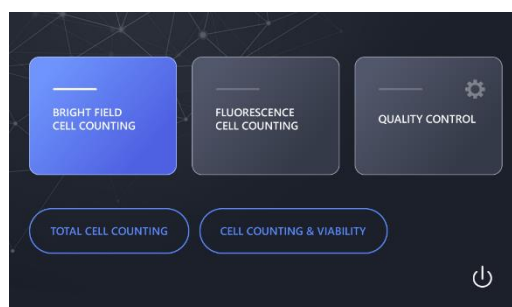 BRIGHT FIELD
CELL COUNTING
FLUORESCENCE
CELL COUNTING
QUALITY CONTROL
TOTAL CELL COUNTING
CELL COUNTING & VIABILITY